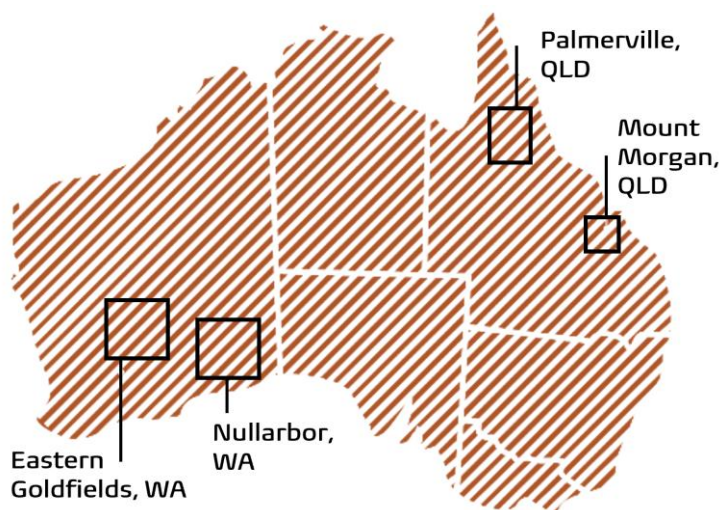 Palmerville,
QLD
Mount
Morgan,
QLD
Nullarbor,
WA
Eastern
Goldfields, WA